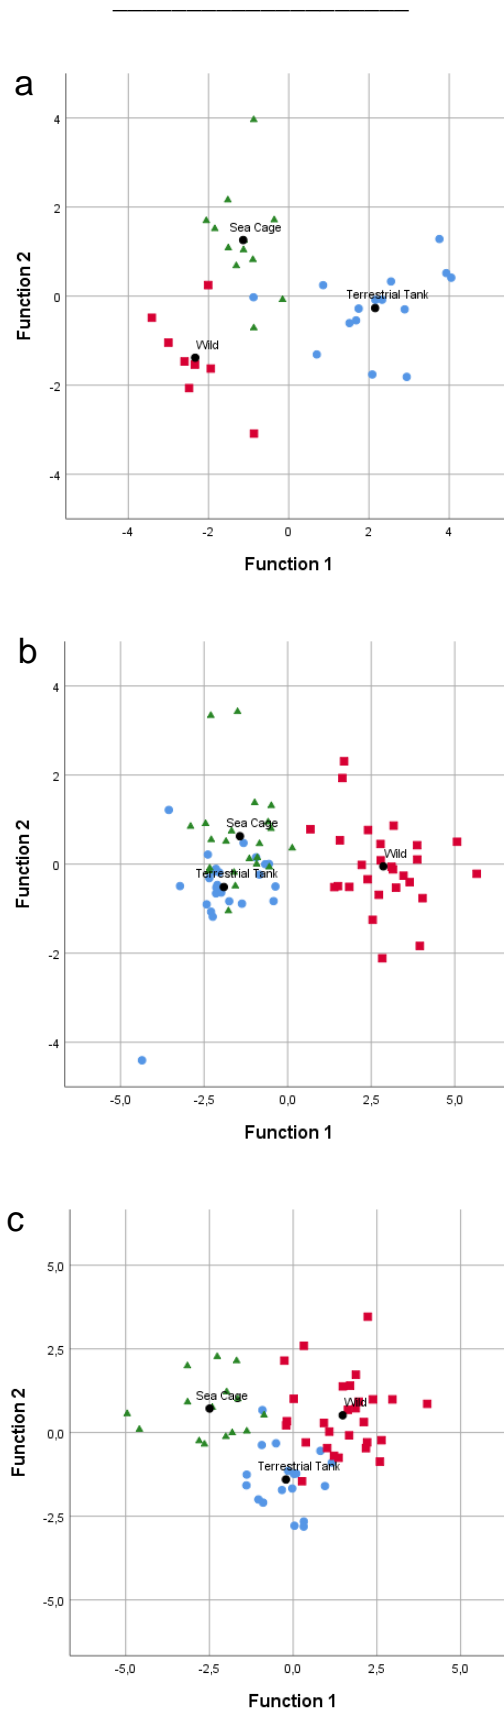 a
4
Sea Cage
2
Function 2
Terrestrial Tank
0
Wild
-2
-4
-4 -2 0 2 4
Function 1
b
4
2
Function 2
Sea Cage
Wild
0
Terrestrial Tank
-2
-4
-5,0 -2,5 0,0 2,5 5,0
Function 1
c
5,0
2,5
Function 2
Sea Cage
Wild
0,0
Terrestrial Tank
-2,5
-5,0
-5,0 -2,5 0,0 2,5 5,0
Function 1